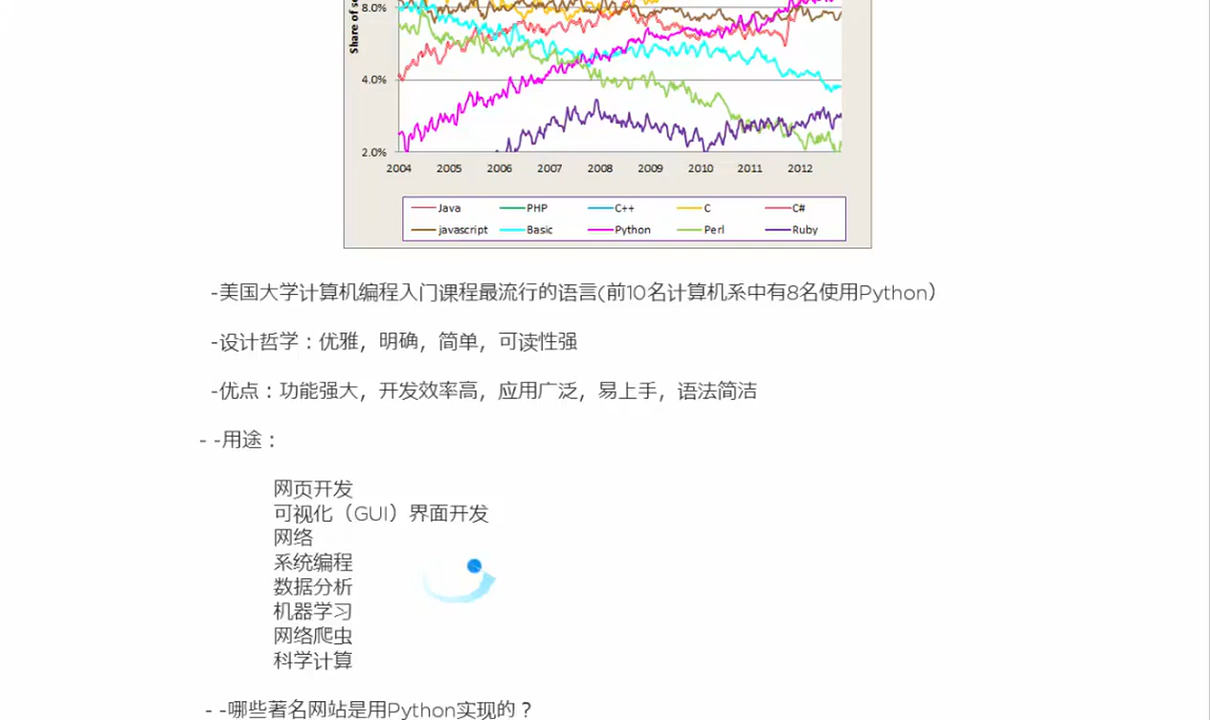 Share of se
8.0%
4.0%
2.0%
2004 2005 2006 2007 2008 2009 2010 2011 2012
Java PHP C++ C C#
javascript Basic Python Perl Ruby
-美国大学计算机编程入门课程最流行的语言(前10名计算机系中有8名使用Python）
-设计哲学：优雅，明确，简单，可读性强
-优点：功能强大，开发效率高，应用广泛，易上手，语法简洁
- -用途：
网页开发
可视化（GUI）界面开发
网络
系统编程
数据分析
机器学习
网络爬虫
科学计算
- -哪些著名网站是用Python实现的？